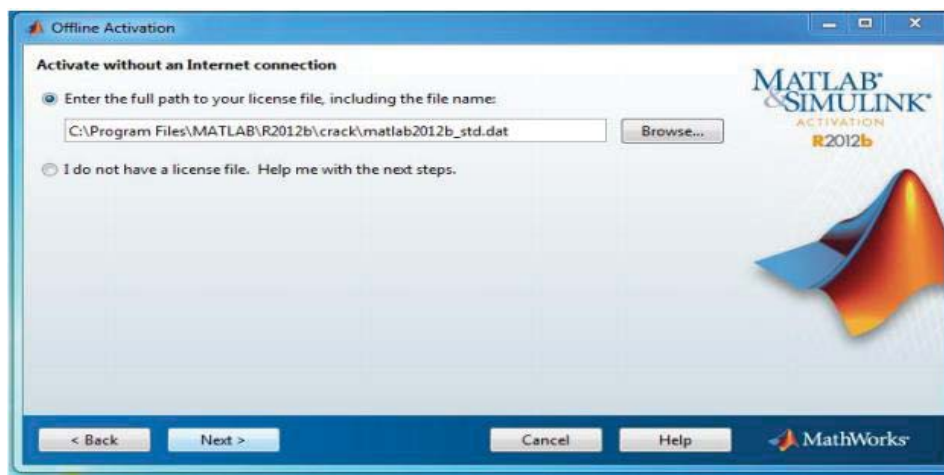 Offline Activation
Activate without an Internet connection
Enter the full path to your license file, including the file name:
C:\Program Files\MATLAB\R2012b\crack\matlab2012b_std.dat Browse...
I do not have a license file. Help me with the next steps.
MATLAB®
&SIMULINK®
ACTIVATION
R2012b
< Back Next > Cancel Help MathWorks®